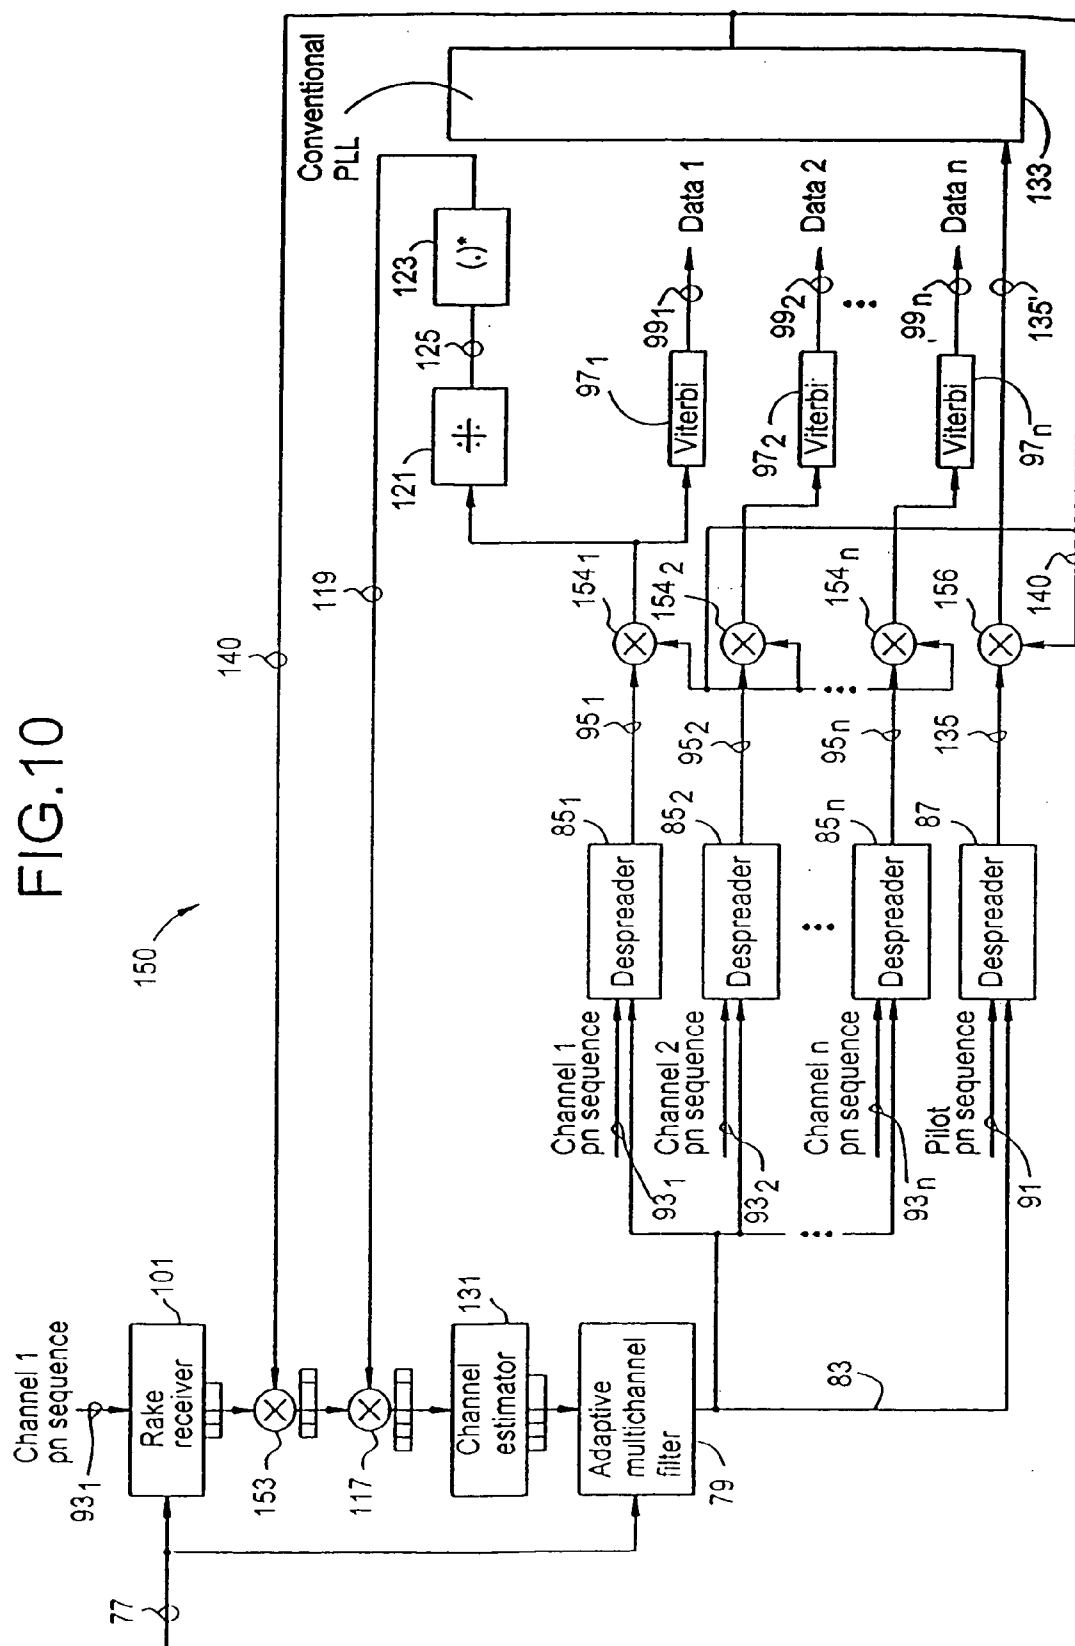 FIG.10
150
77
Channel 1
pn sequence
93₁
Rake
receiver
101
153
117
Channel
estimator
131
Adaptive
multichannel
filter
79
83
140
119
Channel 1
pn sequence
93₁
Channel 2
pn sequence
93₂
Channel n
pn sequence
93n
Pilot
pn sequence
91
Despreader
85₁
Despreader
85₂
Despreader
85n
Despreader
87
95₁
95₂
95n
135
154₁
154₂
154n
156
140
121
÷
125
123
(.)*
Viterbi
97₁
Viterbi
97₂
Viterbi
97n
99₁
Data 1
99₂
Data 2
99n
Data n
135'
Conventional
PLL
133